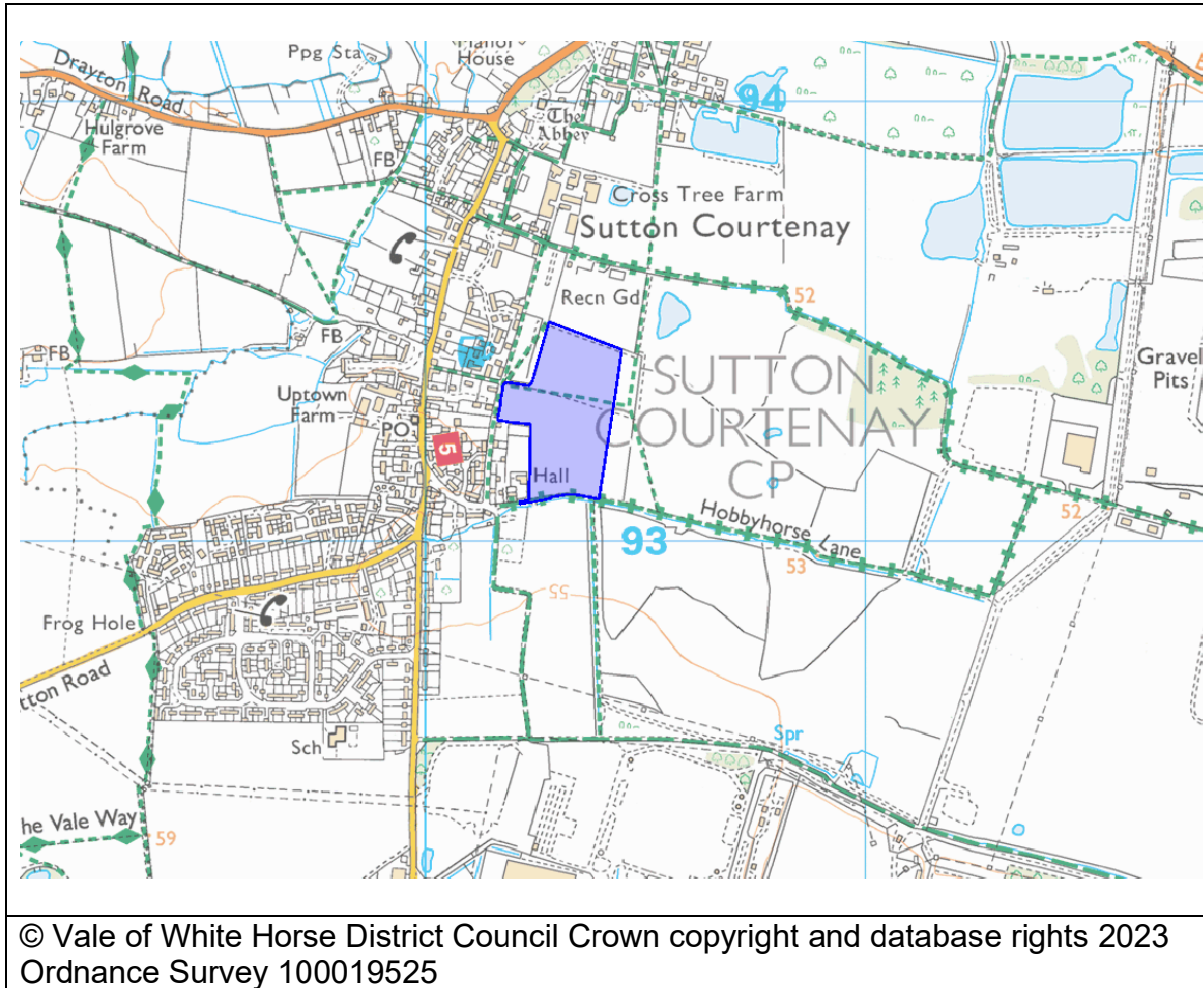 Ppg Sta
House
Drayton Road
94
The
Abbey
Hulgrove
Farm
FB
Cross Tree Farm
Sutton Courtenay
Recn Gd
52
FB
FB
SUTTON
COURTENAY
CP
Gravel
Pits
Uptown
Farm
PO
5
Hall
Hobbyhorse Lane
52
93
53
55
Frog Hole
tton Road
Sch
Spr
he Vale Way
59
© Vale of White Horse District Council Crown copyright and database rights 2023
Ordnance Survey 100019525